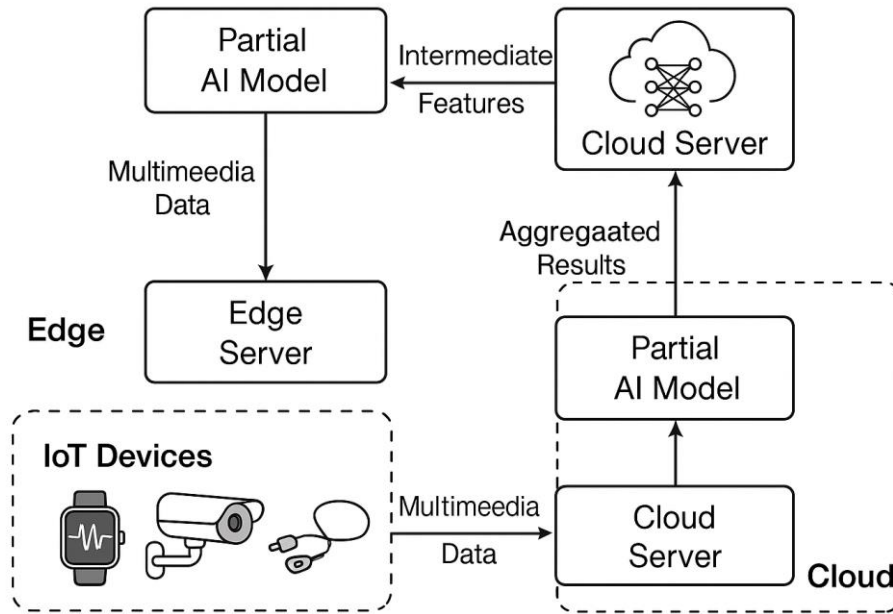 Partial
AI Model
Intermediate
Features
Cloud Server
Multimeedia
Data
Aggregaated
Results
Edge
Edge
Server
Partial
AI Model
IoT Devices
Multimeedia
Data
Cloud
Server
Cloud